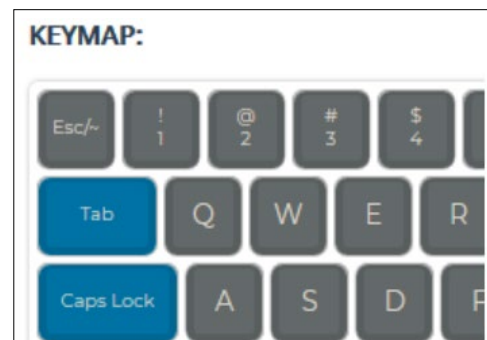 KEYMAP:
Esc/~ ! 1 @ 2 # 3 $ 4
Tab Q W E R
Caps Lock A S D F